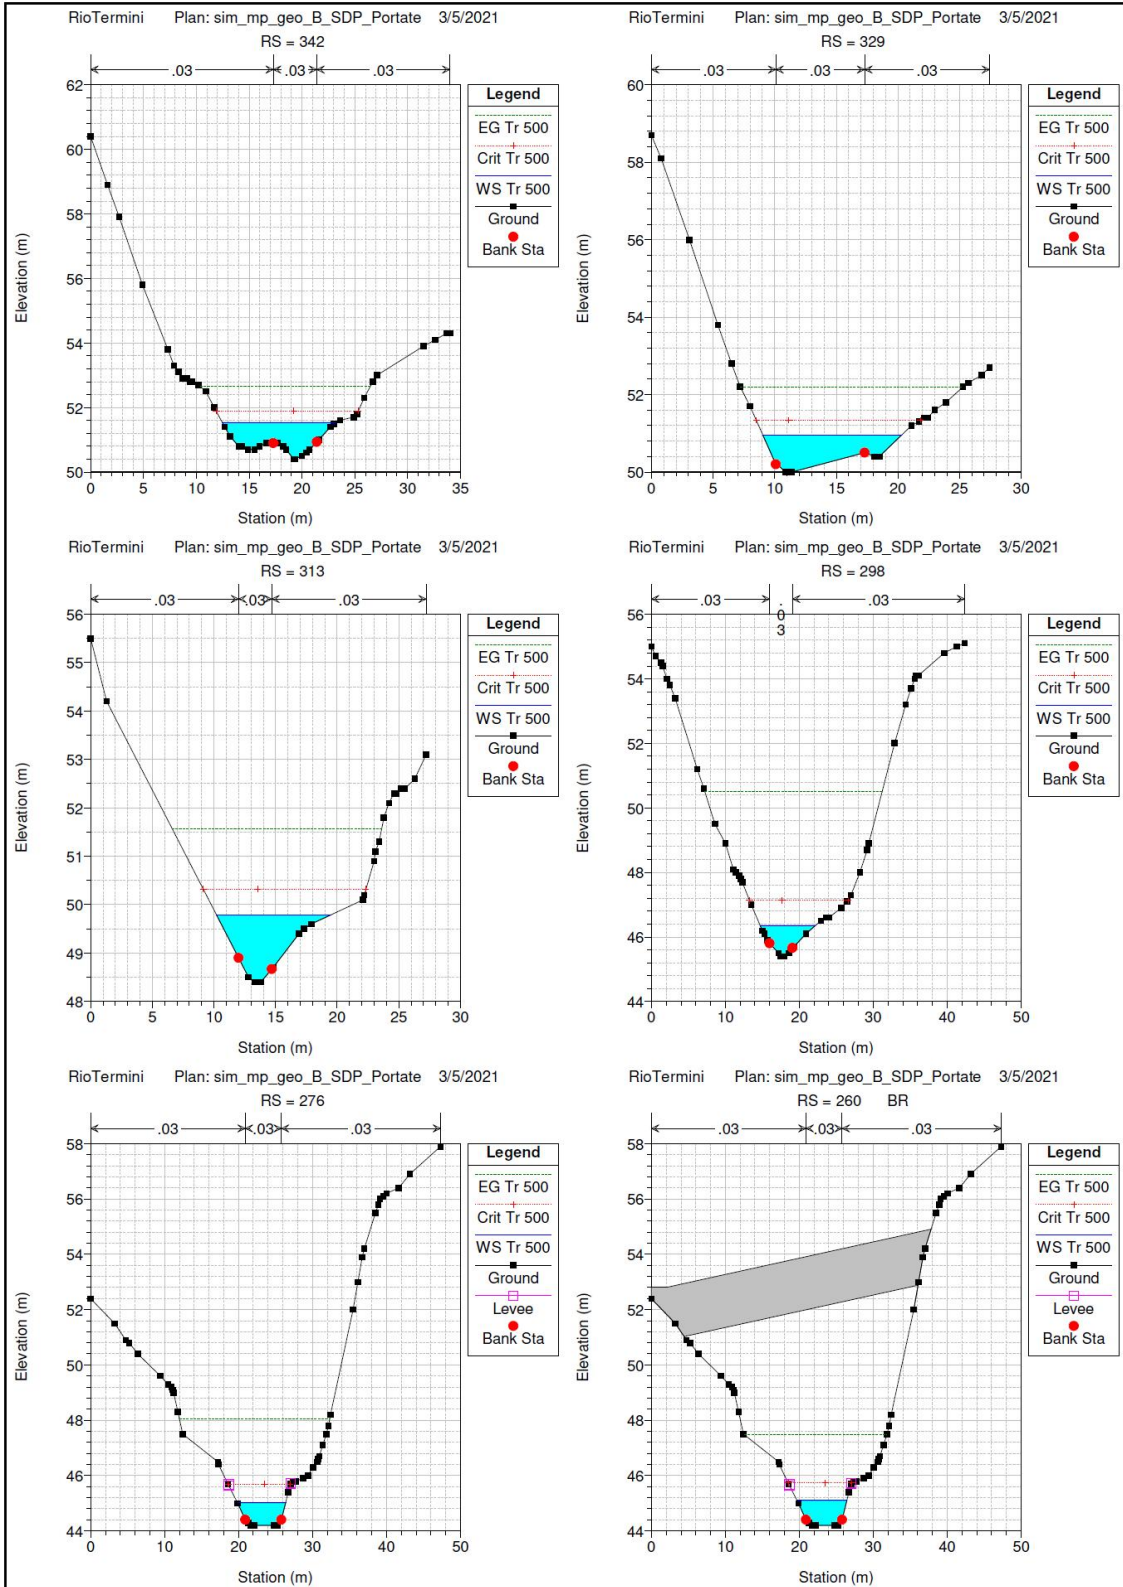 RioTermini Plan: sim_mp_geo_B_SDP_Portate 3/5/2021
RS = 342
.03 .03 .03
62
60
58
56
54
52
50
0 5 10 15 20 25 30 35
Elevation (m)
Station (m)
Legend
EG Tr 500
Crit Tr 500
WS Tr 500
Ground
Bank Sta
RioTermini Plan: sim_mp_geo_B_SDP_Portate 3/5/2021
RS = 329
.03 .03 .03
60
58
56
54
52
50
0 5 10 15 20 25 30
Elevation (m)
Station (m)
Legend
EG Tr 500
Crit Tr 500
WS Tr 500
Ground
Bank Sta
RioTermini Plan: sim_mp_geo_B_SDP_Portate 3/5/2021
RS = 313
.03 .03 .03
56
55
54
53
52
51
50
49
48
0 5 10 15 20 25 30
Elevation (m)
Station (m)
Legend
EG Tr 500
Crit Tr 500
WS Tr 500
Ground
Bank Sta
RioTermini Plan: sim_mp_geo_B_SDP_Portate 3/5/2021
RS = 298
.03 .03 .03
56
54
52
50
48
46
44
0 10 20 30 40 50
Elevation (m)
Station (m)
Legend
EG Tr 500
Crit Tr 500
WS Tr 500
Ground
Bank Sta
RioTermini Plan: sim_mp_geo_B_SDP_Portate 3/5/2021
RS = 276
.03 .03 .03
58
56
54
52
50
48
46
44
0 10 20 30 40 50
Elevation (m)
Station (m)
Legend
EG Tr 500
Crit Tr 500
WS Tr 500
Ground
Levee
Bank Sta
RioTermini Plan: sim_mp_geo_B_SDP_Portate 3/5/2021
RS = 260 BR
.03 .03 .03
58
56
54
52
50
48
46
44
0 10 20 30 40 50
Elevation (m)
Station (m)
Legend
EG Tr 500
Crit Tr 500
WS Tr 500
Ground
Levee
Bank Sta